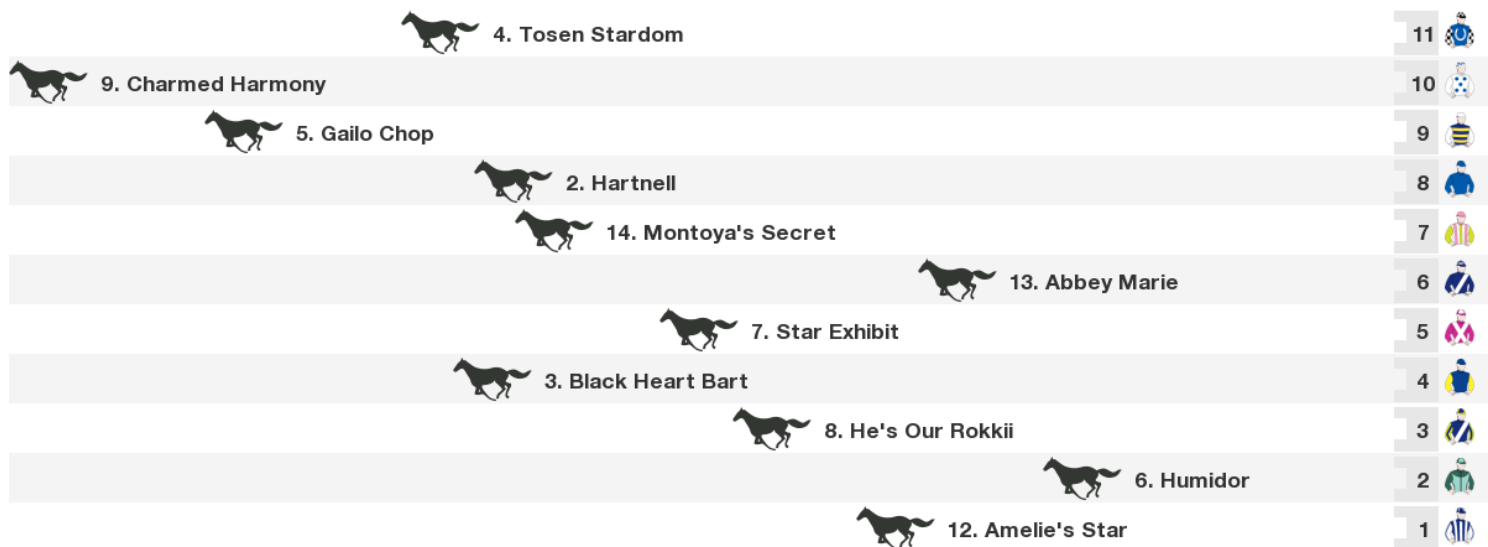 4. Tosen Stardom 11
9. Charmed Harmony 10
5. Gailo Chop 9
2. Hartnell 8
14. Montoya's Secret 7
13. Abbey Marie 6
7. Star Exhibit 5
3. Black Heart Bart 4
8. He's Our Rokkii 3
6. Humidor 2
12. Amelie's Star 1